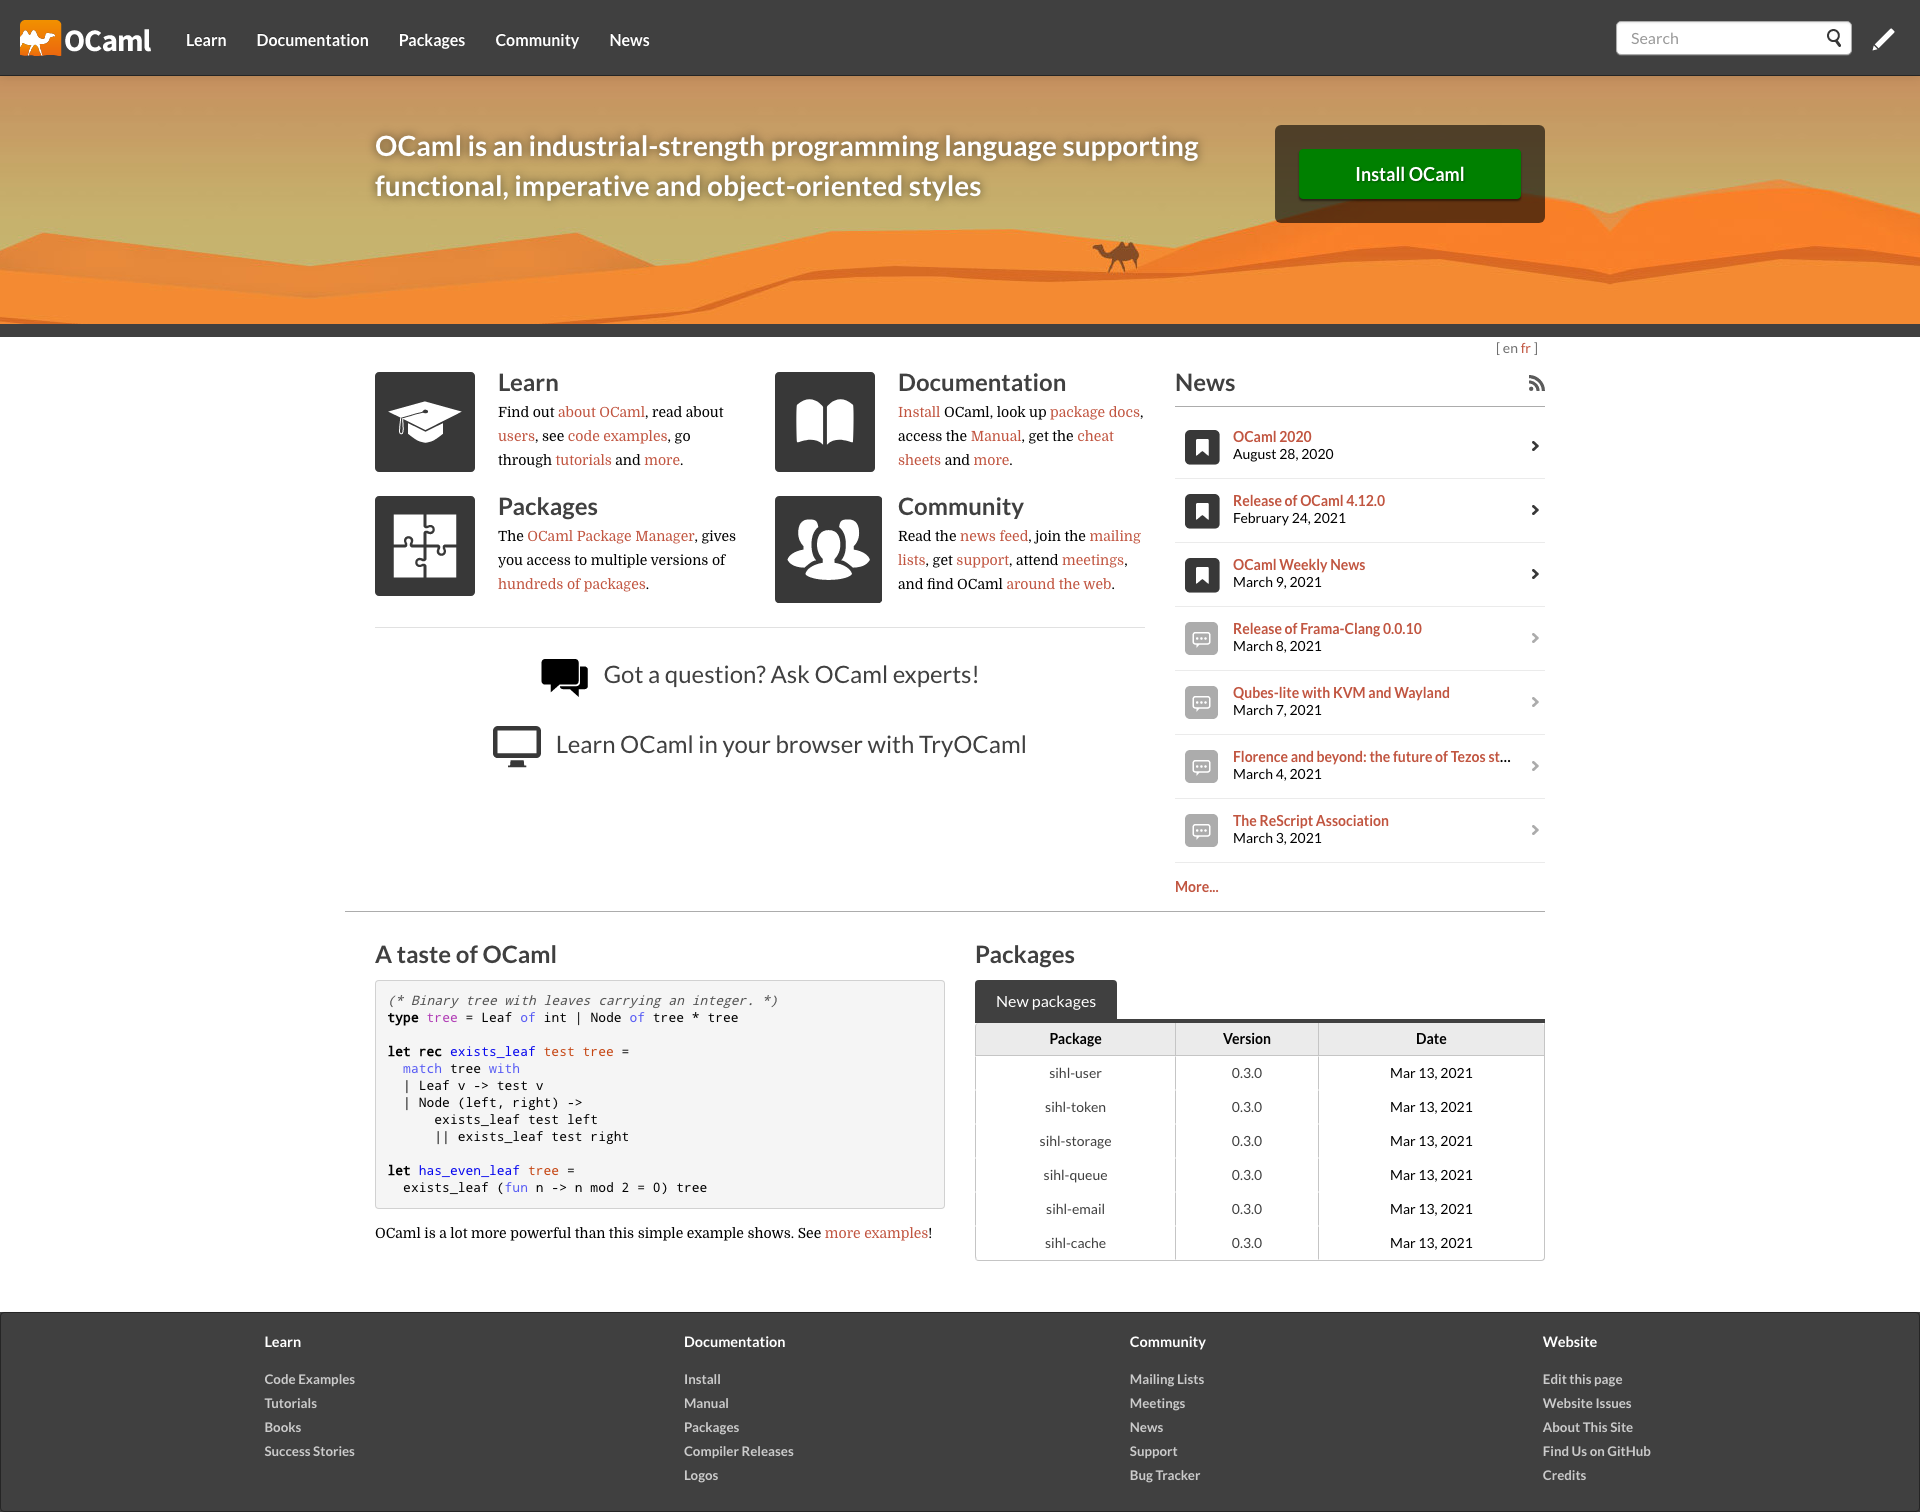 OCaml
Learn
Documentation
Packages
Community
News
Search
OCaml is an industrial-strength programming language supporting
functional, imperative and object-oriented styles
Install OCaml
[ en fr ]
Learn
Find out about OCaml, read about
users, see code examples, go
through tutorials and more.
Documentation
Install OCaml, look up package docs,
access the Manual, get the cheat
sheets and more.
Packages
The OCaml Package Manager, gives
you access to multiple versions of
hundreds of packages.
Community
Read the news feed, join the mailing
lists, get support, attend meetings,
and find OCaml around the web.
Got a question? Ask OCaml experts!
Learn OCaml in your browser with TryOCaml
News
OCaml 2020
August 28, 2020
Release of OCaml 4.12.0
February 24, 2021
OCaml Weekly News
March 9, 2021
Release of Frama-Clang 0.0.10
March 8, 2021
Qubes-lite with KVM and Wayland
March 7, 2021
Florence and beyond: the future of Tezos st...
March 4, 2021
The ReScript Association
March 3, 2021
More...
A taste of OCaml
(* Binary tree with leaves carrying an integer. *)
type tree = Leaf of int | Node of tree * tree
let rec exists_leaf test tree =
match tree with
| Leaf v -> test v
| Node (left, right) ->
exists_leaf test left
|| exists_leaf test right
let has_even_leaf tree =
exists_leaf (fun n -> n mod 2 = 0) tree
OCaml is a lot more powerful than this simple example shows. See more examples!
Packages
New packages
Package Version Date
sihl-user 0.3.0 Mar 13, 2021
sihl-token 0.3.0 Mar 13, 2021
sihl-storage 0.3.0 Mar 13, 2021
sihl-queue 0.3.0 Mar 13, 2021
sihl-email 0.3.0 Mar 13, 2021
sihl-cache 0.3.0 Mar 13, 2021
Learn
Code Examples
Tutorials
Books
Success Stories
Documentation
Install
Manual
Packages
Compiler Releases
Logos
Community
Mailing Lists
Meetings
News
Support
Bug Tracker
Website
Edit this page
Website Issues
About This Site
Find Us on GitHub
Credits